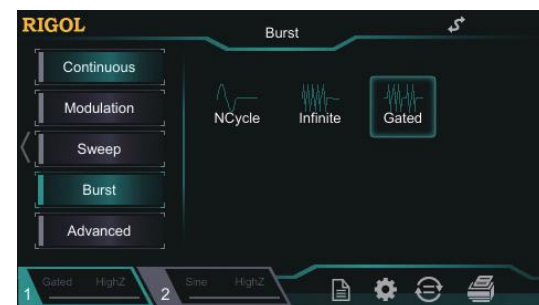 RIGOL
Burst
Continuous
Modulation
Sweep
Burst
Advanced
NCycle
Infinite
Gated
1
Gated HighZ
2
Sine HighZ